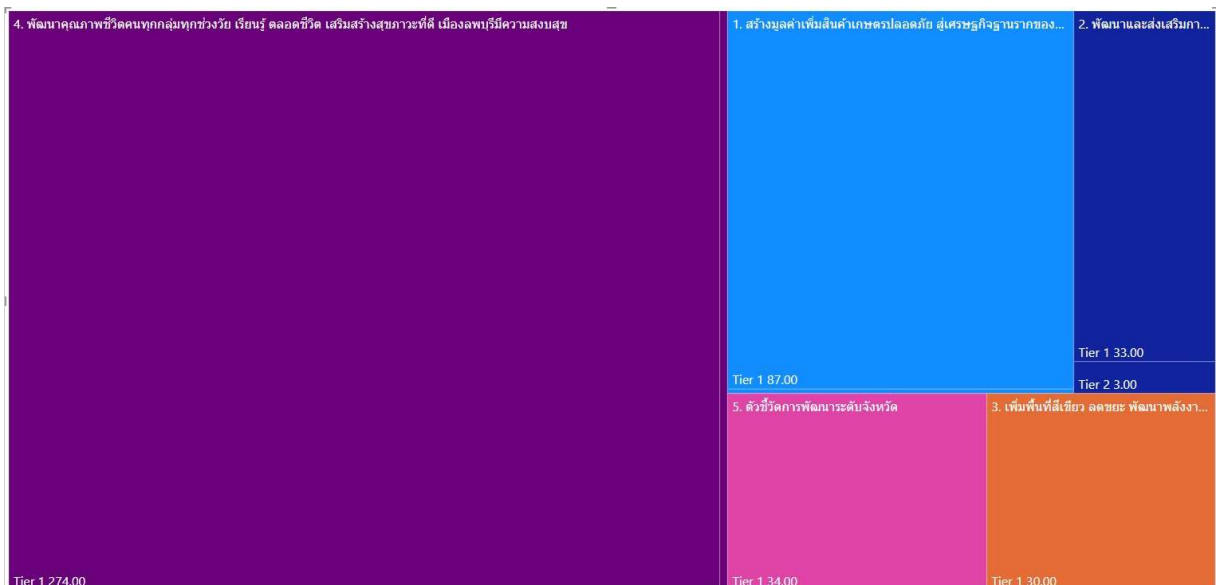 4. พัฒนาคุณภาพชีวิตคนทุกกลุ่มทุกช่วงวัย เรียนรู้ ตลอดชีวิต เสริมสร้างสุขภาวะที่ดี เมืองลพบุรีมีความสงบสุข
Tier 1 274.00
1. สร้างมูลค่าเพิ่มสินค้าเกษตรปลอดภัย สู่เศรษฐกิจฐานรากของ...
Tier 1 87.00
2. พัฒนาและส่งเสริมกา...
Tier 1 33.00
Tier 2 3.00
5. ตัวชี้วัดการพัฒนาระดับจังหวัด
Tier 1 34.00
3. เพิ่มพื้นที่สีเขียว ลดขยะ พัฒนาพลังงา...
Tier 1 30.00